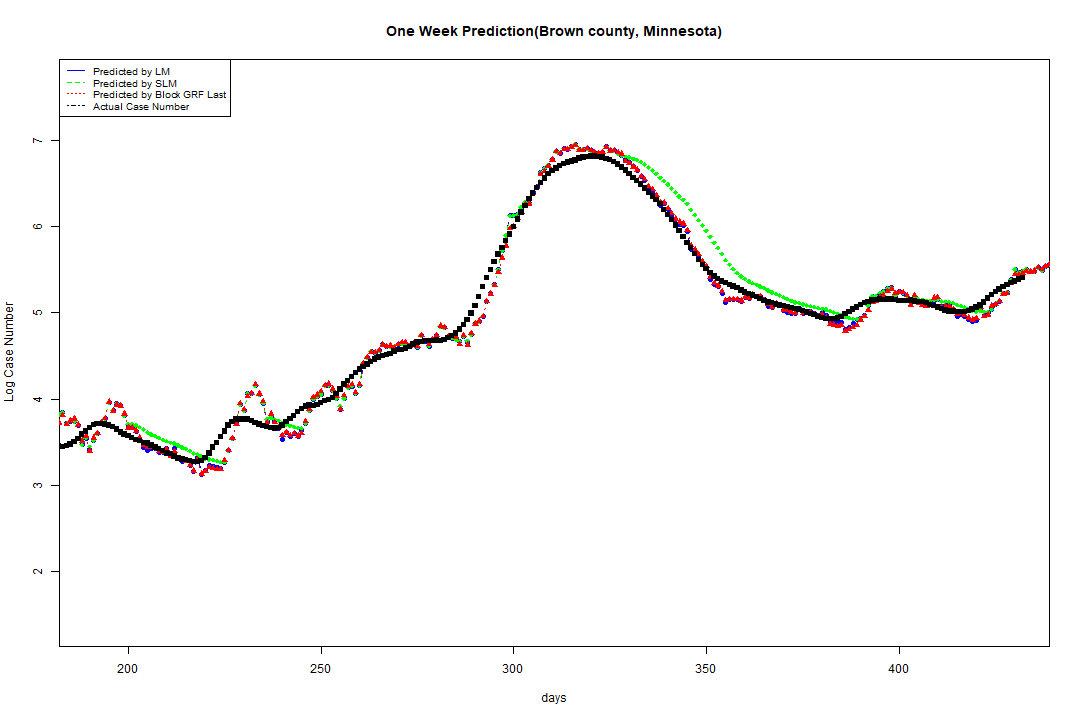 One Week Prediction(Brown county, Minnesota)
Predicted by LM
Predicted by SLM
Predicted by Block GRF Last
Actual Case Number
7
6
5
4
3
2
Log Case Number
200 250 300 350 400
days